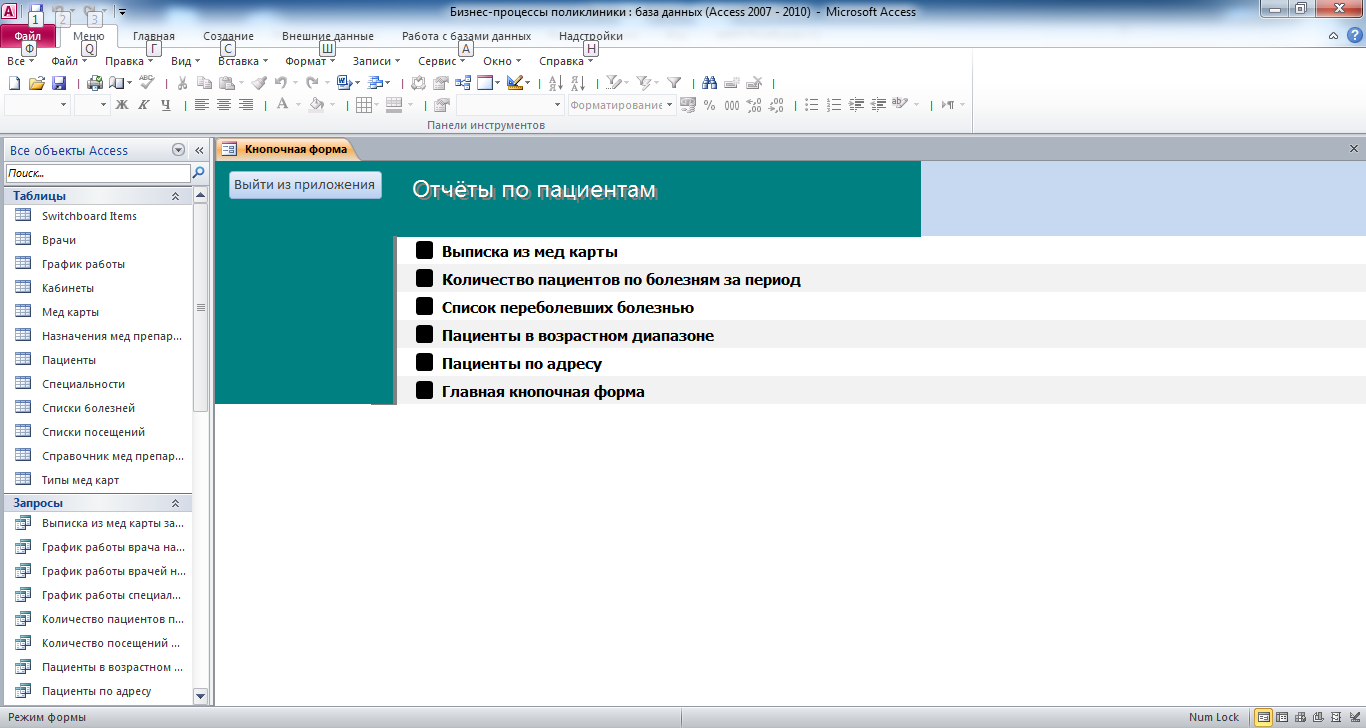 Бизнес-процессы поликлиники : база данных (Access 2007 - 2010) - Microsoft Access
1 2 3
Файл Меню Главная Создание Внешние данные Работа с базами данных Надстройки
Ф Q Г С Ш А Н
Все Файл Правка Вид Вставка Формат Записи Сервис Окно Справка
Ж К Ч A Форматирование % 000
Панели инструментов
Все объекты Access
Поиск...
Таблицы
Switchboard Items
Врачи
График работы
Кабинеты
Мед карты
Назначения мед препар...
Пациенты
Специальности
Списки болезней
Списки посещений
Справочник мед препар...
Типы мед карт
Запросы
Выписка из мед карты за...
График работы врача на...
График работы врачей н...
График работы специал...
Количество пациентов п...
Количество посещений ...
Пациенты в возрастном ...
Пациенты по адресу
Кнопочная форма
Выйти из приложения
Отчёты по пациентам
Выписка из мед карты
Количество пациентов по болезням за период
Список переболевших болезнью
Пациенты в возрастном диапазоне
Пациенты по адресу
Главная кнопочная форма
Режим формы
Num Lock